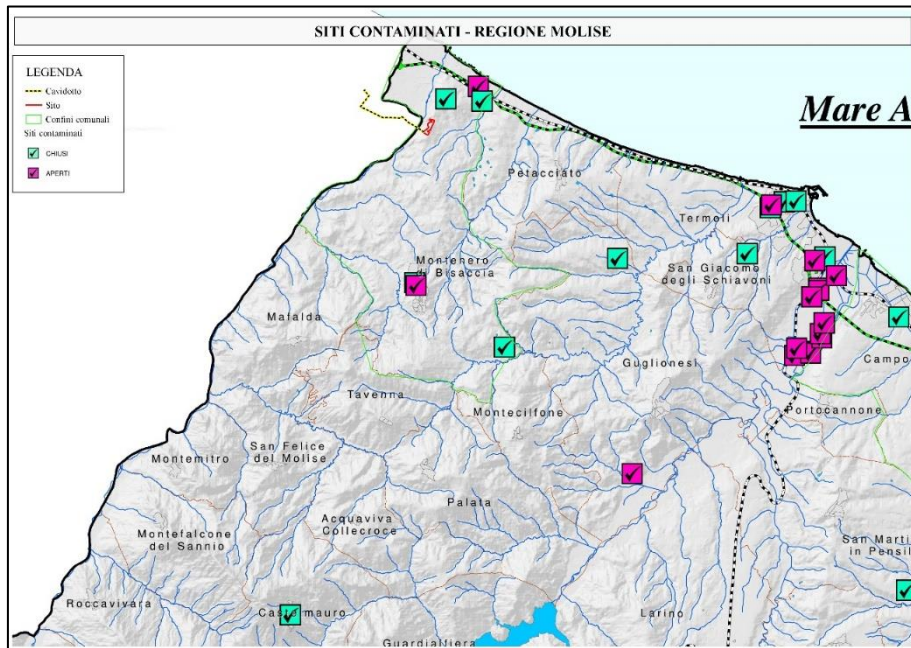 SITI CONTAMINATI - REGIONE MOLISE
LEGENDA
Cavidotto
Sito
Confini comunali
Siti contaminati
CHIUSI
APERTI
Mare A
Petacciato
Termoli
Montenero
di Bisaccia
San Giacomo
degli Schiavoni
Mafalda
Guglionesi
Campo
Tavenna
Montecilfone
Portocannone
San Felice
del Molise
Montemitro
Palata
Acquaviva
Collecroce
Montefalcone
del Sannio
San Marti
in Pensil
Roccavivara
Castelmauro
Larino
Guardialfiera